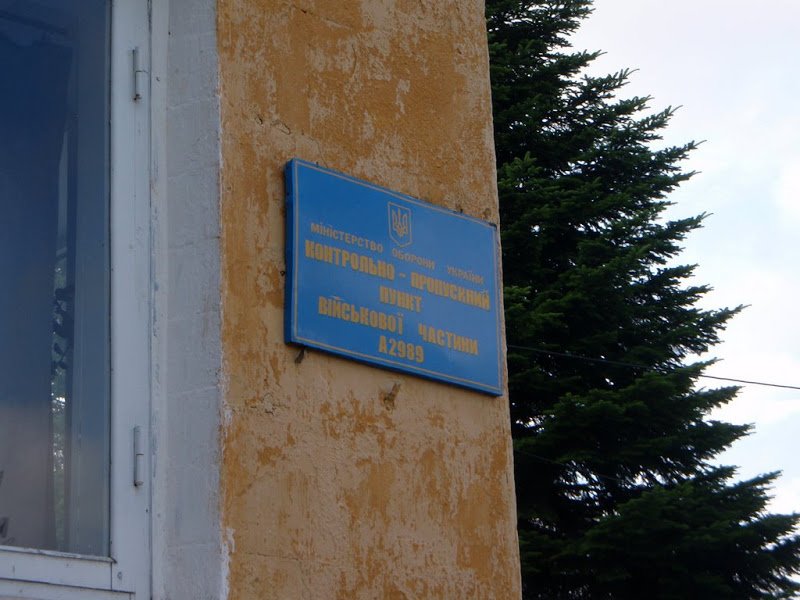 МІНІСТЕРСТВО ОБОРОНИ УКРАЇНИ
КОНТРОЛЬНО - ПРОПУСКНИЙ
ПУНКТ
ВІЙСЬКОВОЇ ЧАСТИНИ
А2989